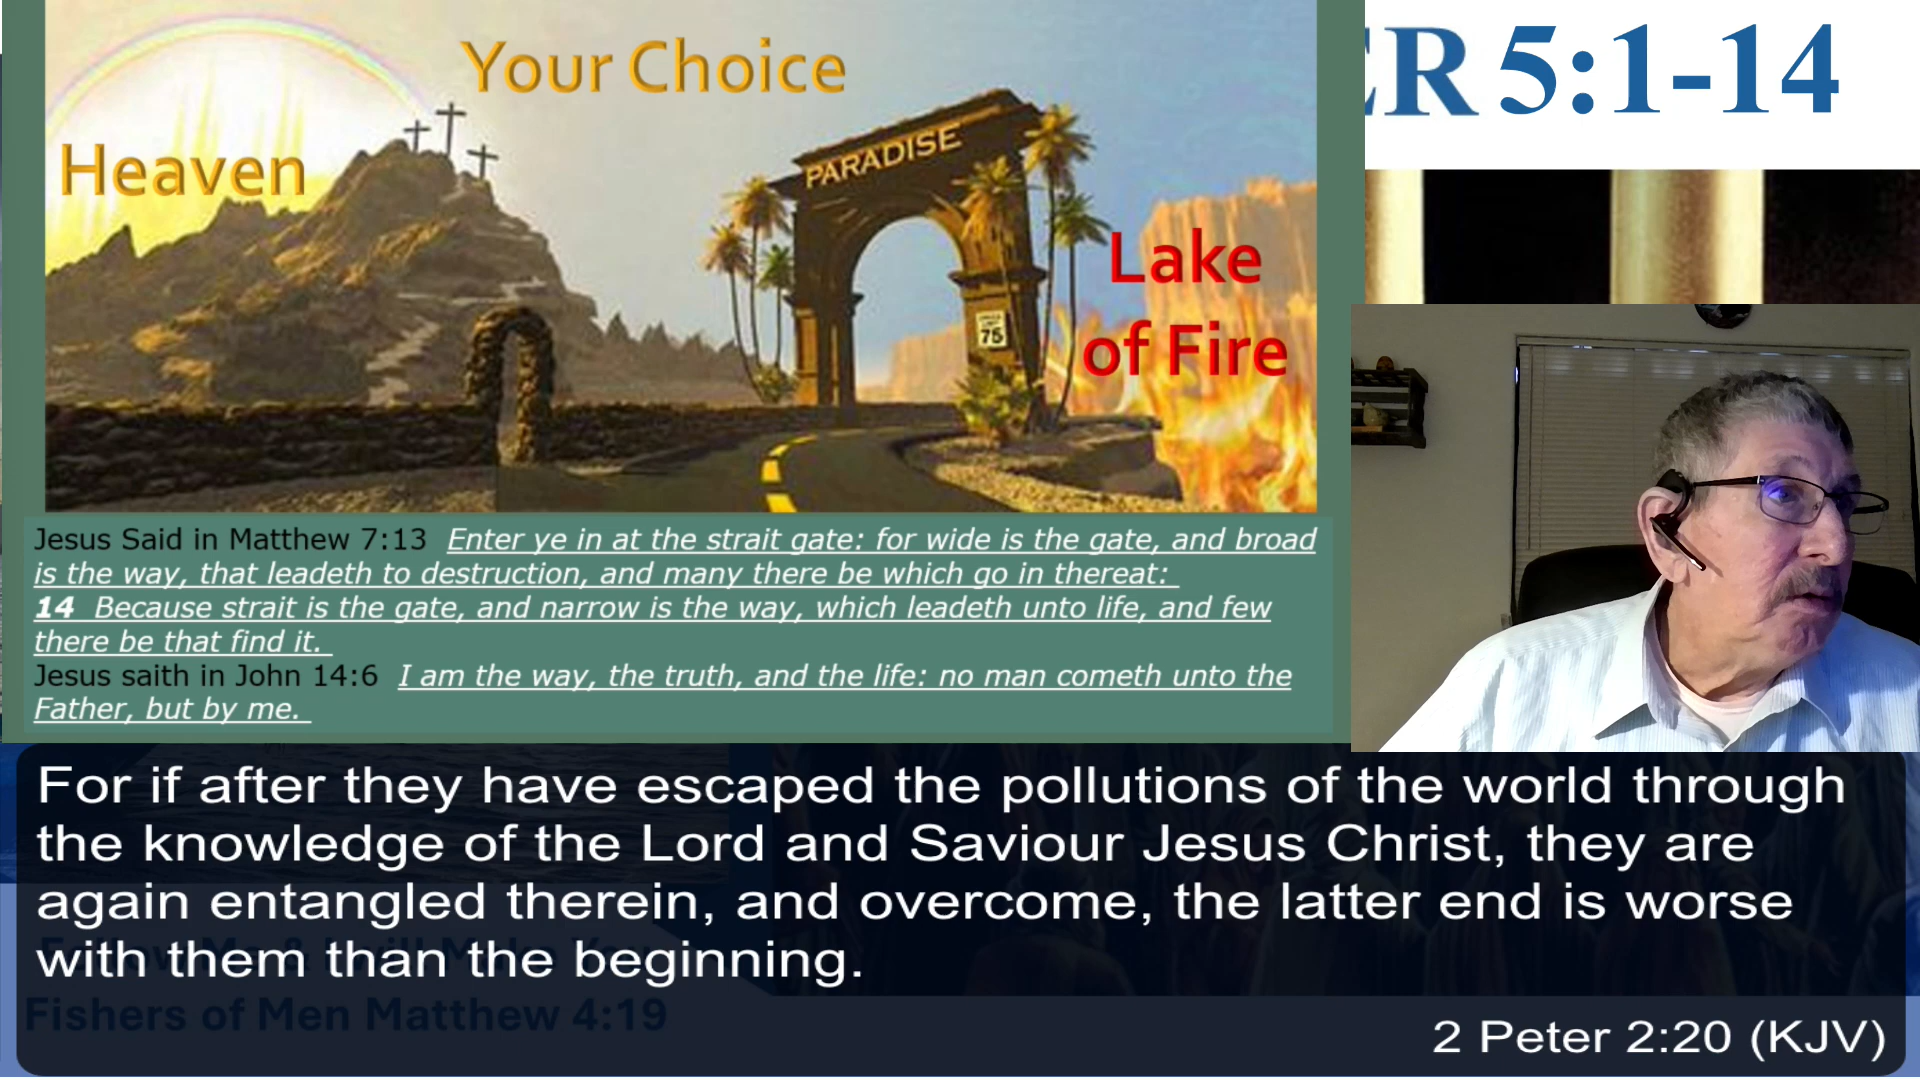 Your Choice
Heaven
PARADISE
75
Lake
of Fire
ER 5:1-14
Jesus Said in Matthew 7:13 Enter ye in at the strait gate: for wide is the gate, and broad
is the way, that leadeth to destruction, and many there be which go in thereat:
14 Because strait is the gate, and narrow is the way, which leadeth unto life, and few
there be that find it.
Jesus saith in John 14:6 I am the way, the truth, and the life: no man cometh unto the
Father, but by me.
For if after they have escaped the pollutions of the world through
the knowledge of the Lord and Saviour Jesus Christ, they are
again entangled therein, and overcome, the latter end is worse
with them than the beginning.
Fishers of Men Matthew 4:19
2 Peter 2:20 (KJV)